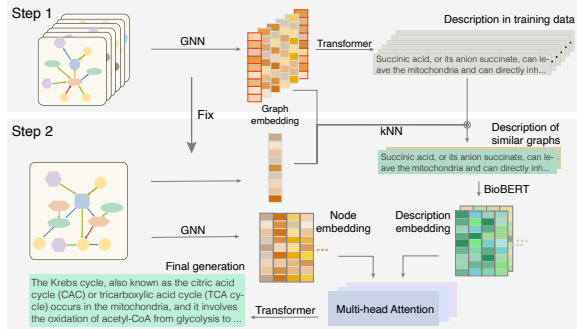 Step 1
GNN
Transformer
Description in training data
Succinic acid, or its anion succinate, can le-
ave the mitochondria and can directly inh...
Graph
embedding
Fix
kNN
Step 2
Description of
similar graphs
Succinic acid, or its anion succinate, can le-
ave the mitochondria and can directly inh...
BioBERT
GNN
Node
embedding
Description
embedding
Final generation
The Krebs cycle, also known as the citric acid
cycle (CAC) or tricarboxylic acid cycle (TCA cy-
cle) occurs in the mitochondria, and it involves
the oxidation of acetyl-CoA from glycolysis to ...
Transformer
Multi-head Attention